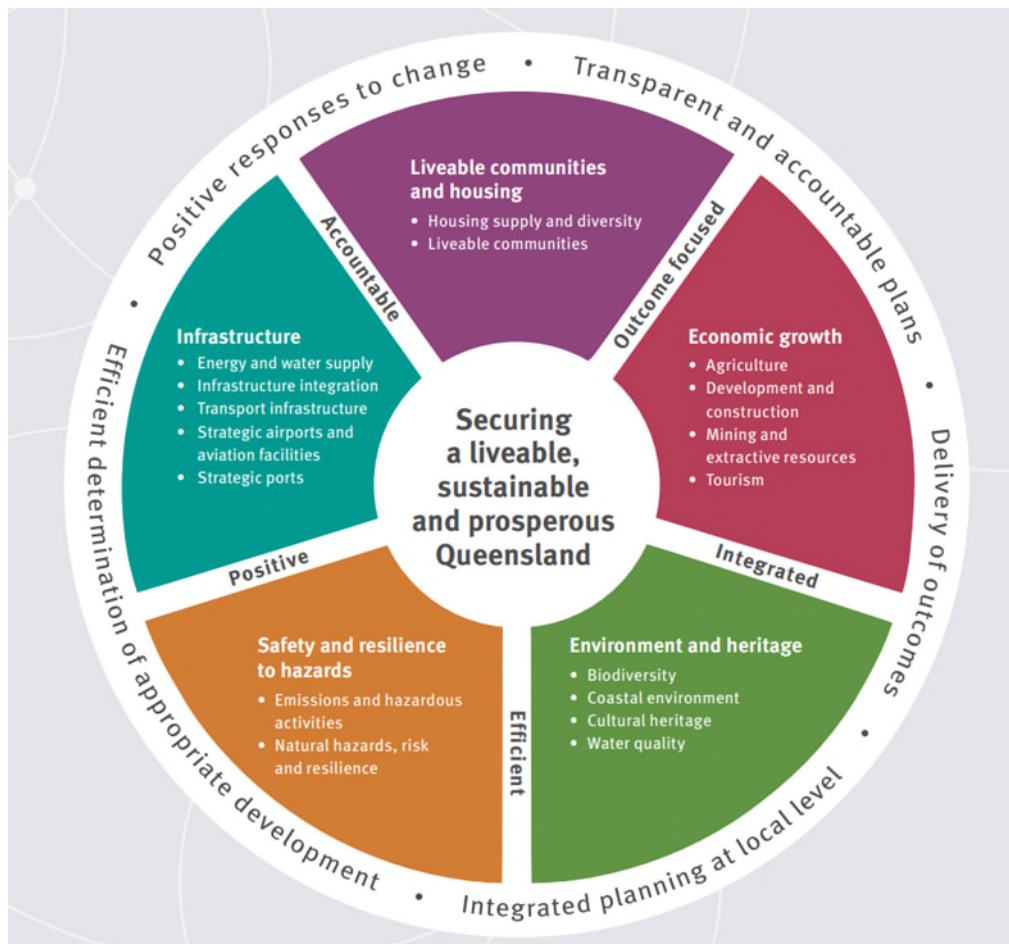 Positive responses to change
•
Transparent and accountable plans
•
Delivery of outcomes
•
Integrated planning at local level
•
Efficient determination of appropriate development
•
Liveable communities
and housing
• Housing supply and diversity
• Liveable communities
Outcome focused
Economic growth
• Agriculture
• Development and
construction
• Mining and
extractive resources
• Tourism
Integrated
Environment and heritage
• Biodiversity
• Coastal environment
• Cultural heritage
• Water quality
Efficient
Safety and resilience
to hazards
• Emissions and hazardous
activities
• Natural hazards, risk
and resilience
Positive
Infrastructure
• Energy and water supply
• Infrastructure integration
• Transport infrastructure
• Strategic airports and
aviation facilities
• Strategic ports
Accountable
Securing
a liveable,
sustainable
and prosperous
Queensland